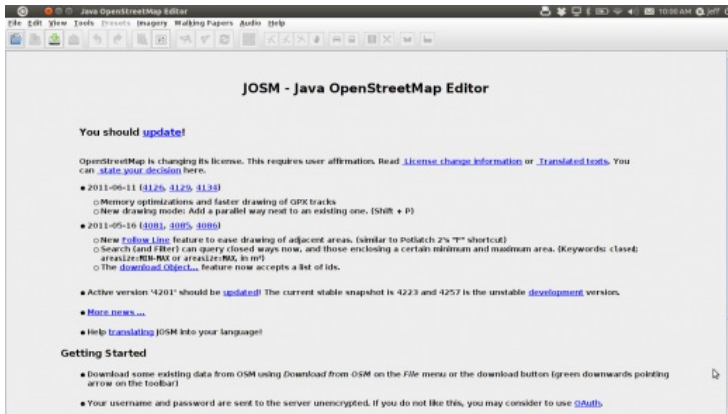 Java OpenStreetMap Editor
10:00 AM jeff
File Edit View Tools Presets Imagery Walking Papers Audio Help
JOSM - Java OpenStreetMap Editor
You should update!
OpenStreetMap is changing its license. This requires user affirmation. Read License change information or Translated texts. You
can state your decision here.
2011-06-11 (4126, 4129, 4134)
Memory optimizations and faster drawing of GPX tracks
New drawing mode: Add a parallel way next to an existing one. (Shift + P)
2011-05-16 (4081, 4085, 4086)
New Follow Line feature to ease drawing of adjacent areas. (similar to Potlatch 2's "F" shortcut)
Search (and Filter) can query closed ways now, and those enclosing a certain minimum and maximum area. (Keywords: closed;
areasize:MIN-MAX or areasize:MAX, in m²)
The download Object... feature now accepts a list of ids.
Active version '4201' should be updated! The current stable snapshot is 4223 and 4257 is the unstable development version.
More news ...
Help translating JOSM into your language!
Getting Started
Download some existing data from OSM using Download from OSM on the File menu or the download button (green downwards pointing
arrow on the toolbar)
Your username and password are sent to the server unencrypted. If you do not like this, you may consider to use OAuth.